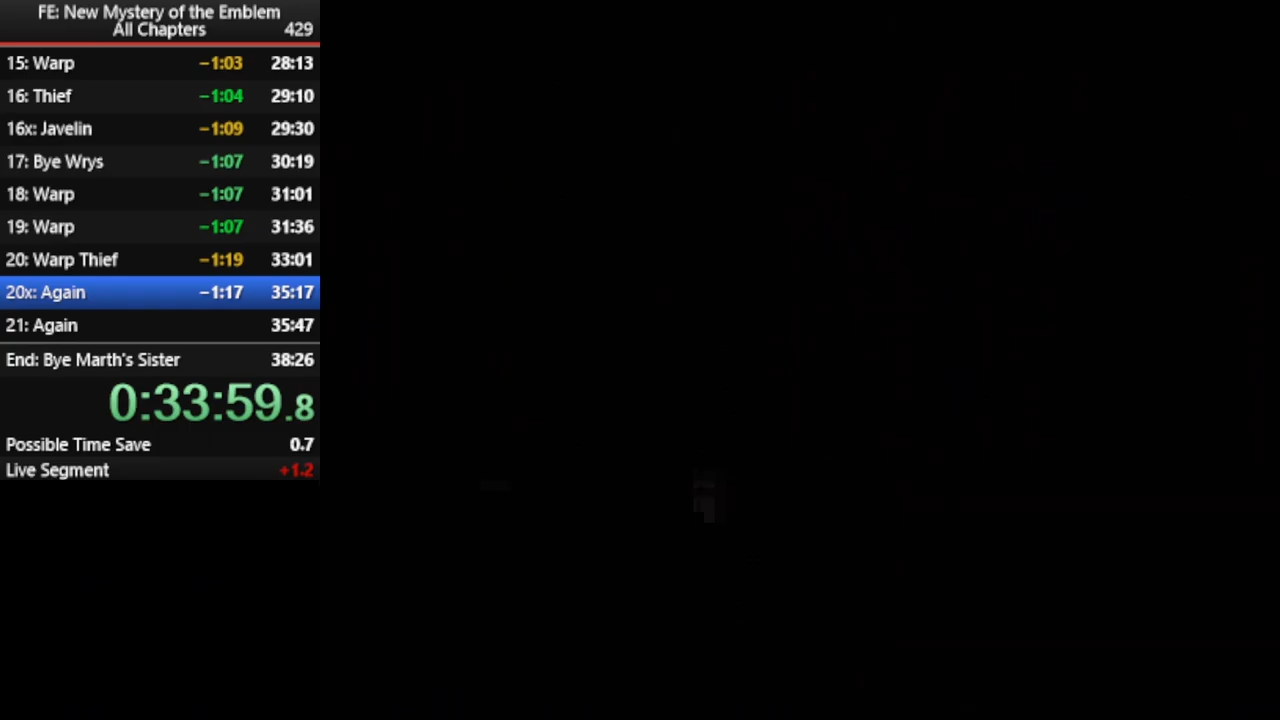 FE: New Mystery of the Emblem
All Chapters 429
15: Warp −1:03 28:13
16: Thief −1:04 29:10
16x: Javelin −1:09 29:30
17: Bye Wrys −1:07 30:19
18: Warp −1:07 31:01
19: Warp −1:07 31:36
20: Warp Thief −1:19 33:01
20x: Again −1:17 35:17
21: Again 35:47
End: Bye Marth's Sister 38:26
0:33:59.8
Possible Time Save 0.7
Live Segment +1.2